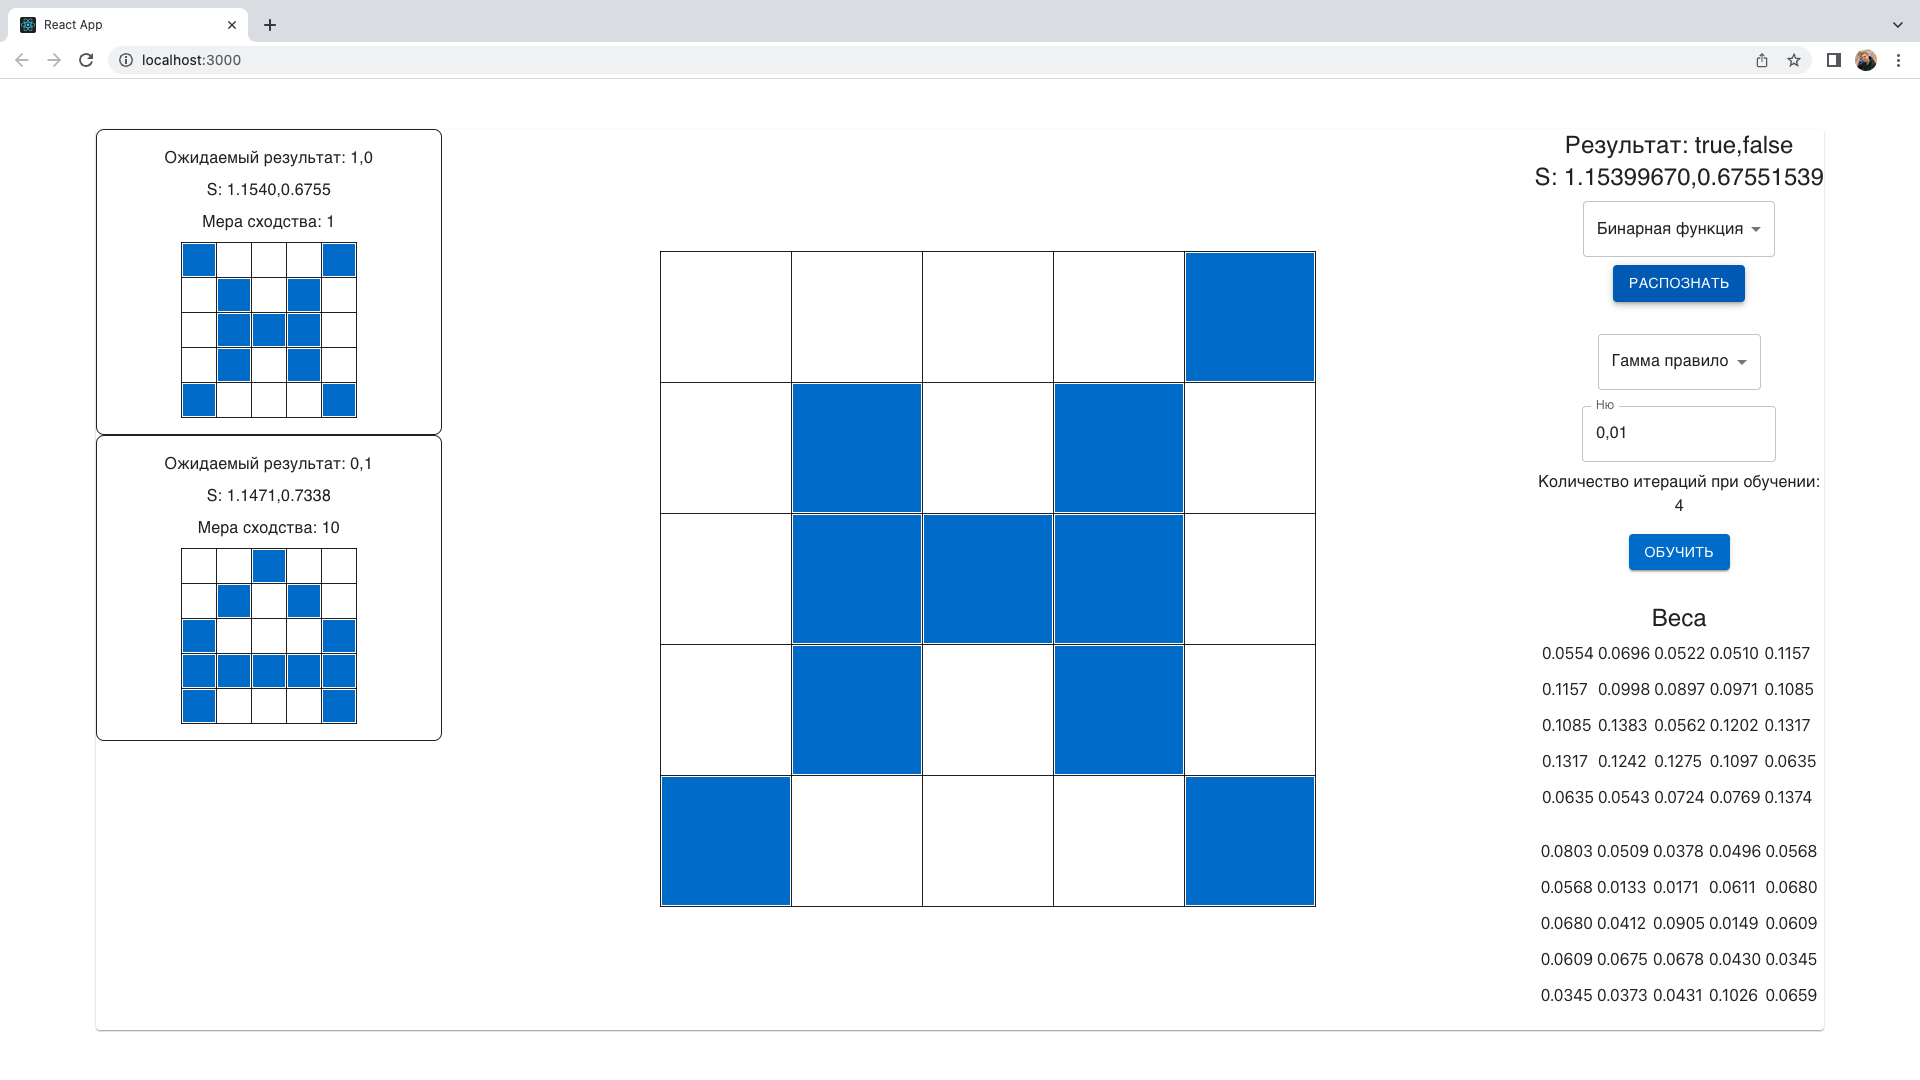 React App
localhost:3000
Ожидаемый результат: 1,0
S: 1.1540,0.6755
Мера сходства: 1
Ожидаемый результат: 0,1
S: 1.1471,0.7338
Мера сходства: 10
Результат: true,false
S: 1.15399670,0.67551539
Бинарная функция
РАСПОЗНАТЬ
Гамма правило
Ню
0,01
Количество итераций при обучении:
4
ОБУЧИТЬ
Веса
0.0554 0.0696 0.0522 0.0510 0.1157
0.1157 0.0998 0.0897 0.0971 0.1085
0.1085 0.1383 0.0562 0.1202 0.1317
0.1317 0.1242 0.1275 0.1097 0.0635
0.0635 0.0543 0.0724 0.0769 0.1374
0.0803 0.0509 0.0378 0.0496 0.0568
0.0568 0.0133 0.0171 0.0611 0.0680
0.0680 0.0412 0.0905 0.0149 0.0609
0.0609 0.0675 0.0678 0.0430 0.0345
0.0345 0.0373 0.0431 0.1026 0.0659